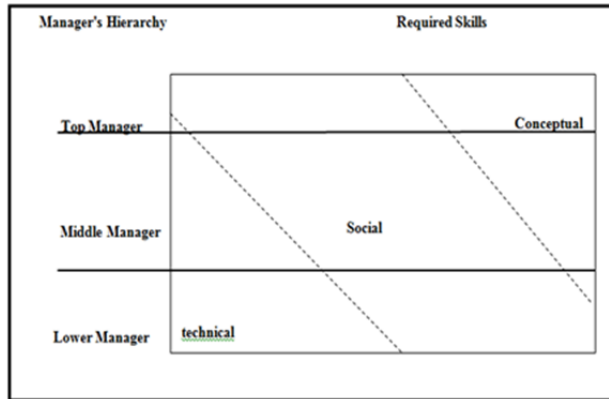 Manager's Hierarchy Required Skills
Top Manager Conceptual
Middle Manager Social
Lower Manager technical